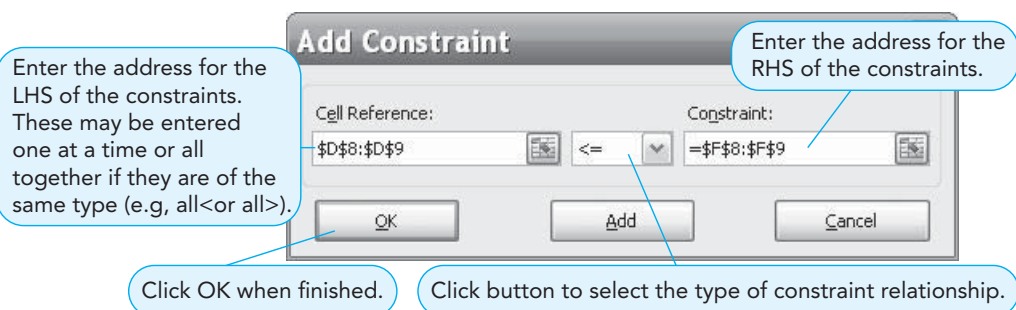 Add Constraint
Enter the address for the
RHS of the constraints.
Enter the address for the
LHS of the constraints.
These may be entered
one at a time or all
together if they are of the
same type (e.g, all<or all>).
Cell Reference:
Constraint:
$D$8:$D$9
<=
=$F$8:$F$9
OK
Add
Cancel
Click OK when finished.
Click button to select the type of constraint relationship.